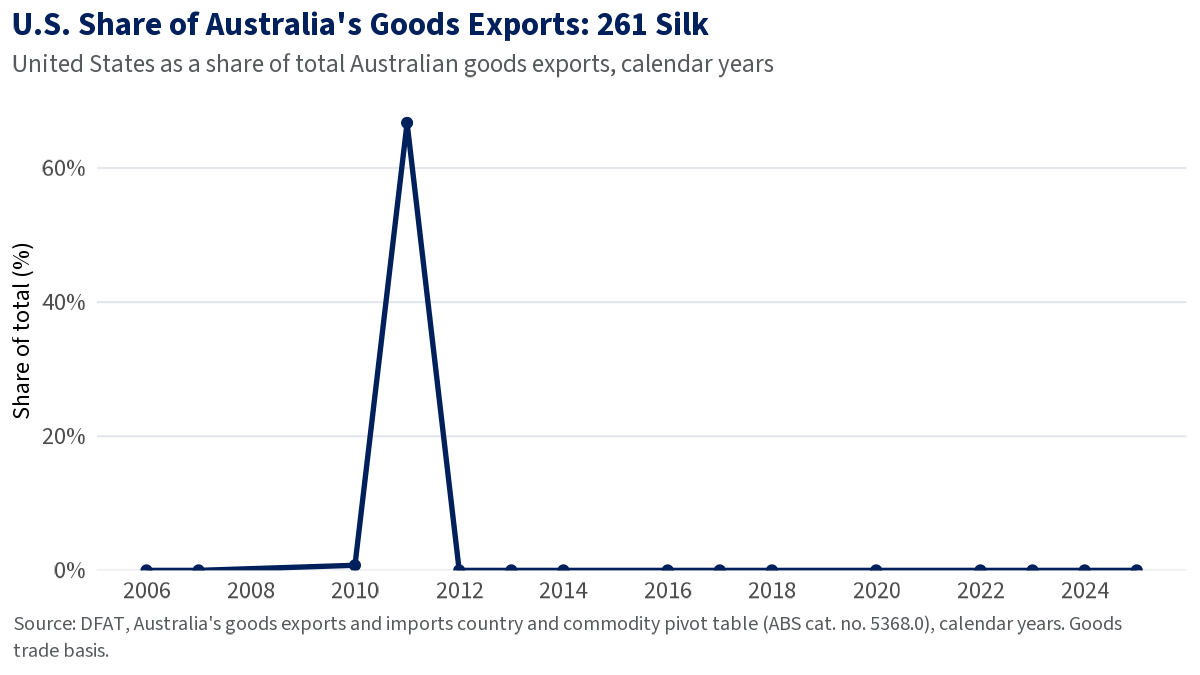 U.S. Share of Australia's Goods Exports: 261 Silk
United States as a share of total Australian goods exports, calendar years
Share of total (%)
60%
40%
20%
0%
2006 2008 2010 2012 2014 2016 2018 2020 2022 2024
Source: DFAT, Australia's goods exports and imports country and commodity pivot table (ABS cat. no. 5368.0), calendar years. Goods
trade basis.